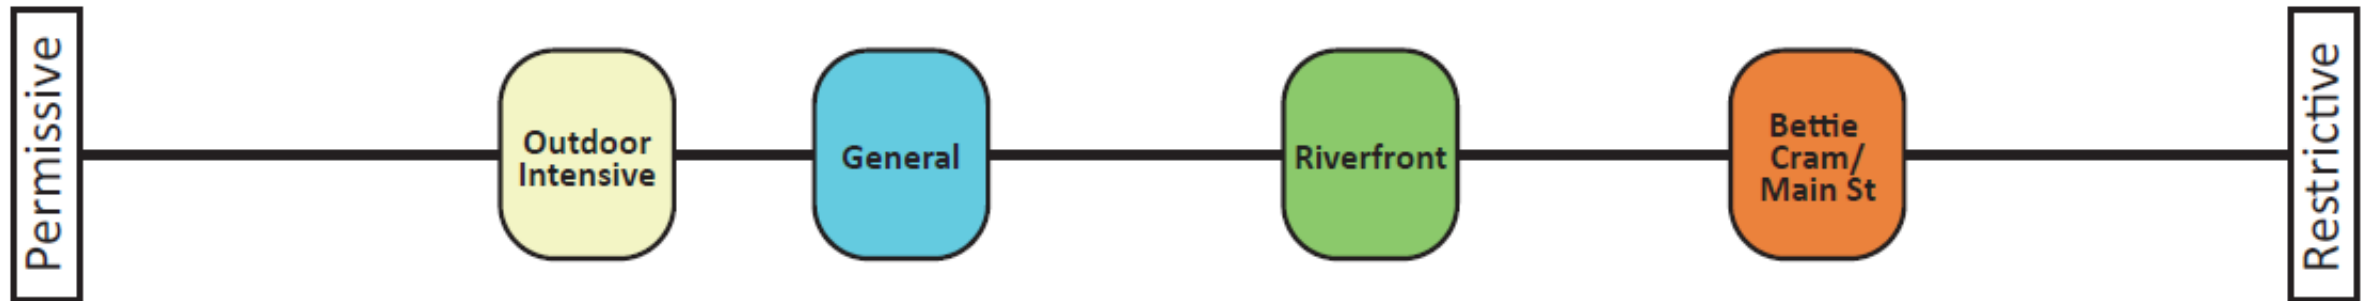 Permissive
Outdoor
Intensive
General
Riverfront
Bettie
Cram/
Main St
Restrictive